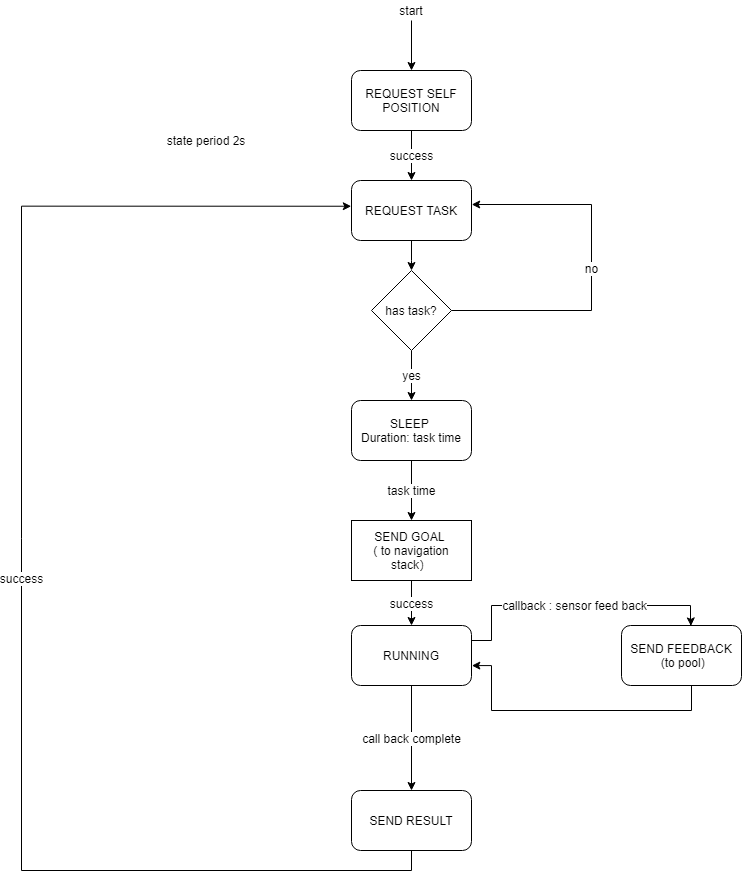 start
REQUEST SELF
POSITION
state period 2s
success
REQUEST TASK
no
has task?
yes
SLEEP
Duration: task time
task time
SEND GOAL
( to navigation
stack)
success
success
callback : sensor feed back
RUNNING
SEND FEEDBACK
(to pool)
call back complete
SEND RESULT